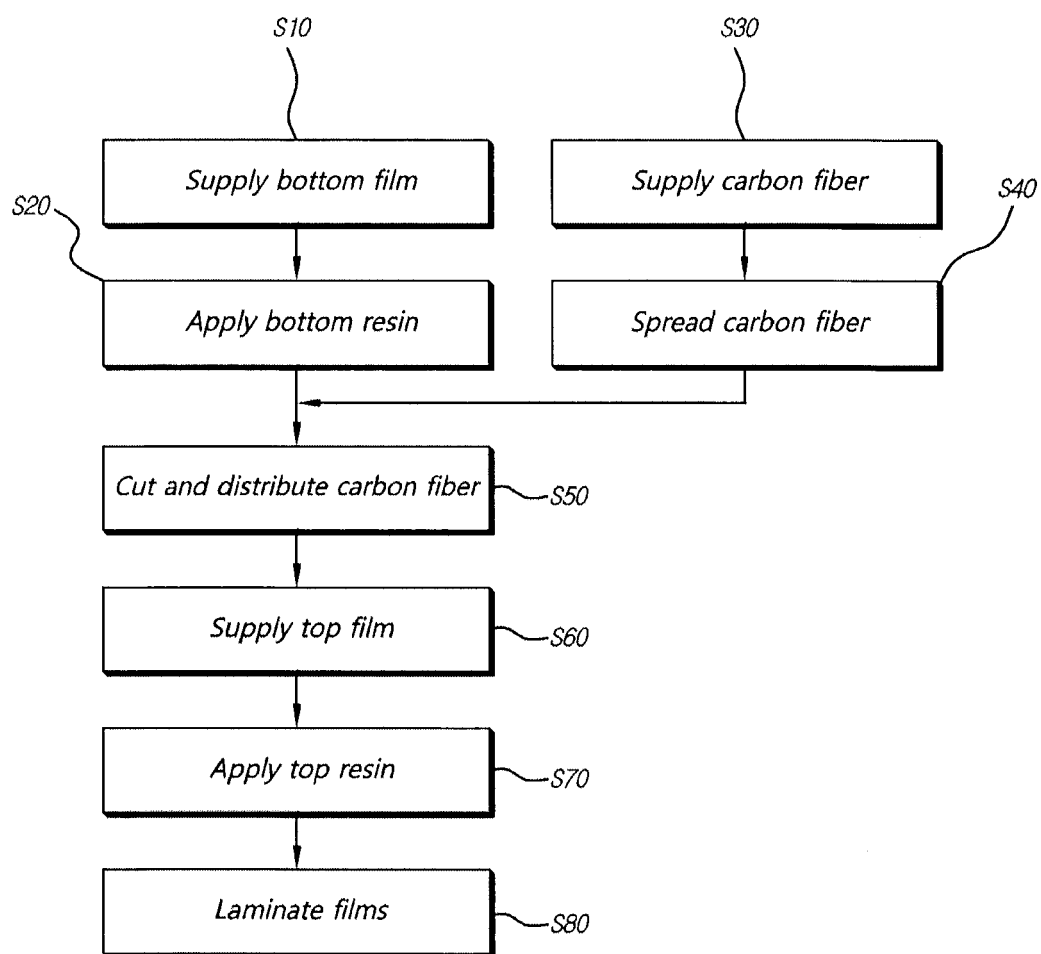 S10
S30
Supply bottom film
Supply carbon fiber
S20
S40
Apply bottom resin
Spread carbon fiber
Cut and distribute carbon fiber
S50
Supply top film
S60
Apply top resin
S70
Laminate films
S80